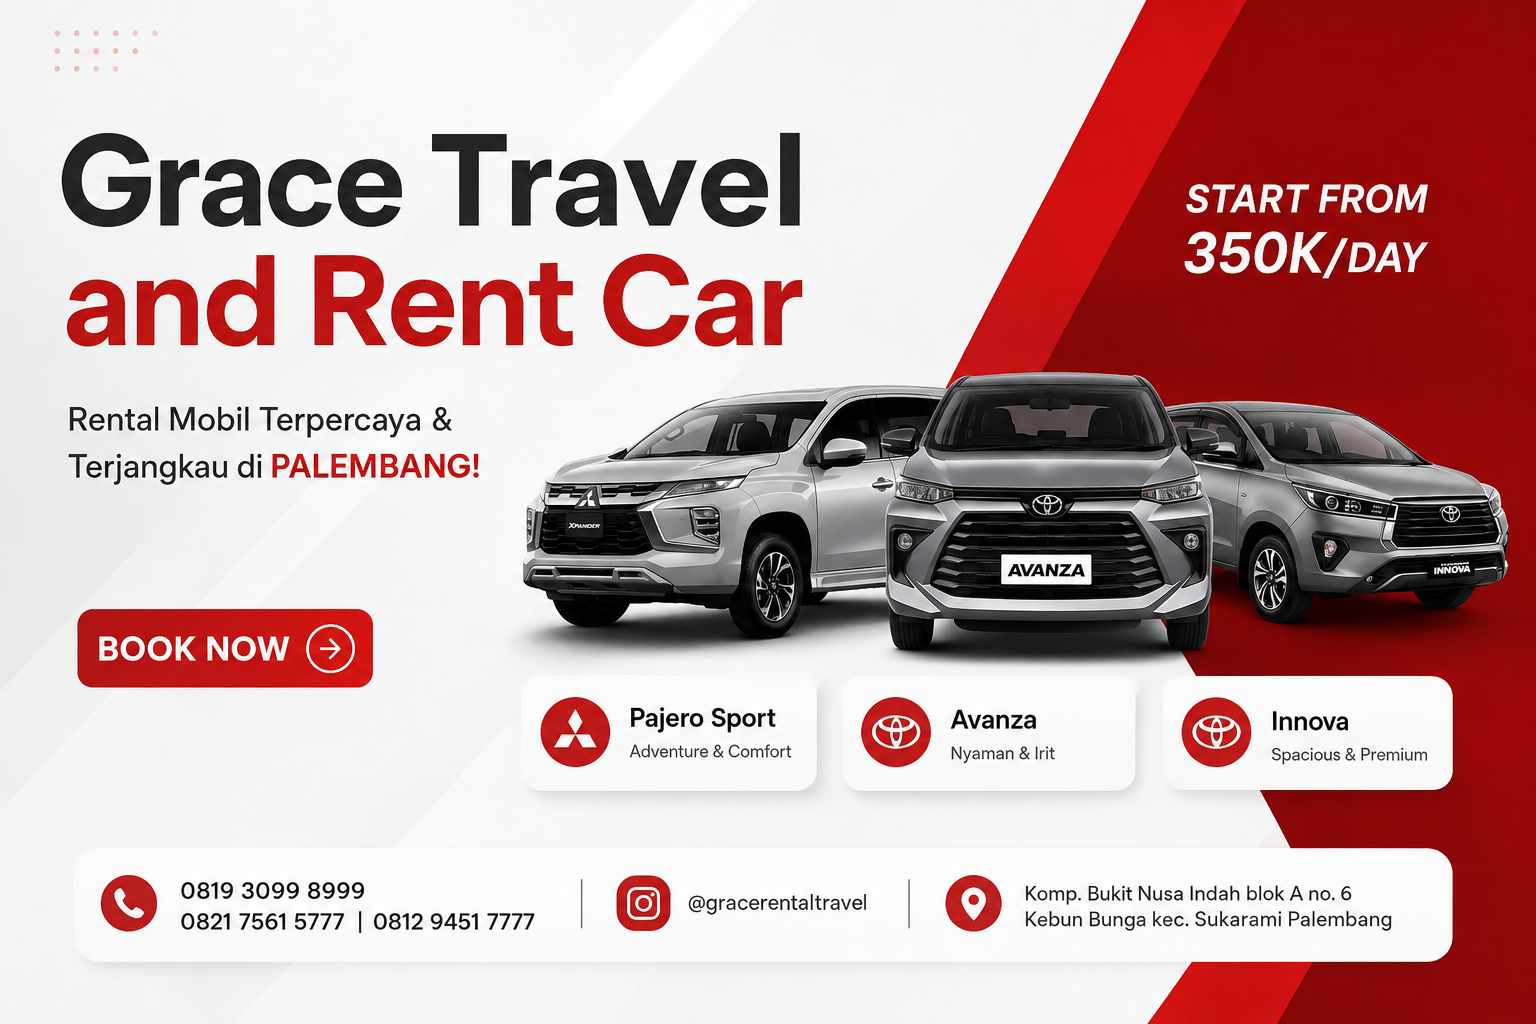 Grace Travel
and Rent Car
START FROM
350K/DAY
Rental Mobil Terpercaya &
Terjangkau di PALEMBANG!
BOOK NOW
XPANDER
AVANZA
INNOVA
Pajero Sport
Adventure & Comfort
Avanza
Nyaman & Irit
Innova
Spacious & Premium
0819 3099 8999
0821 7561 5777 | 0812 9451 7777
@gracerentaltravel
Komp. Bukit Nusa Indah blok A no. 6
Kebun Bunga kec. Sukarami Palembang